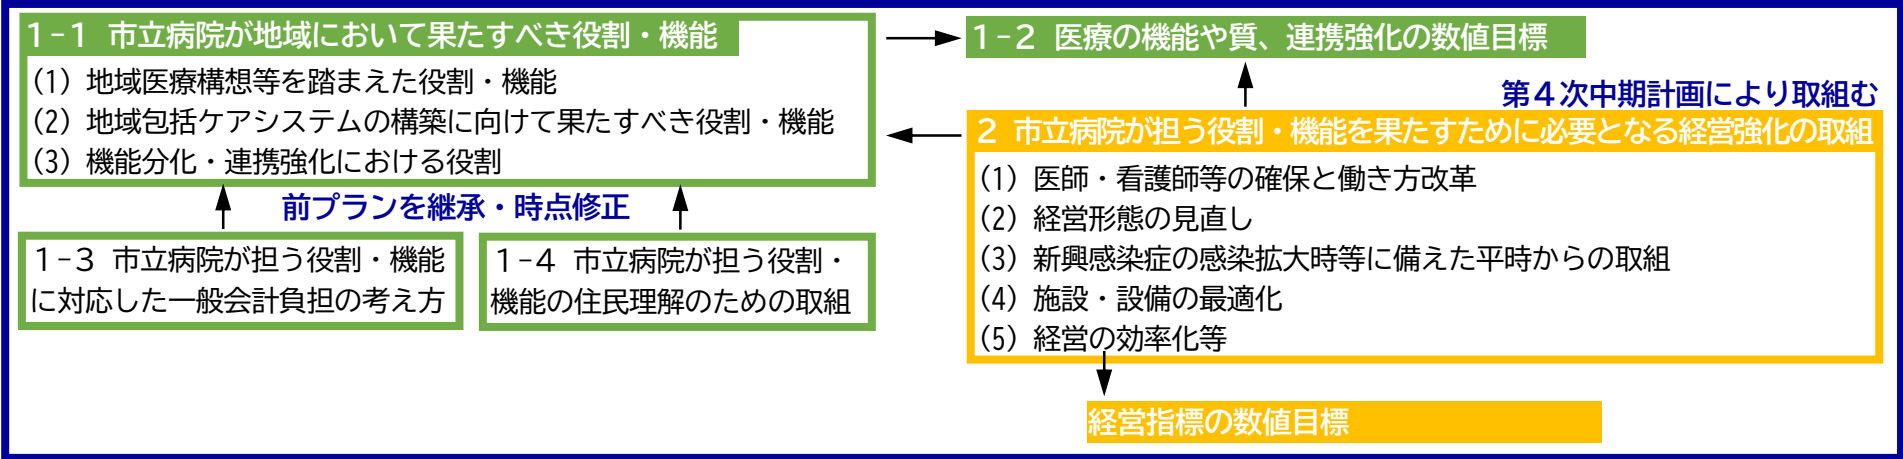 1-1 市立病院が地域において果たすべき役割・機能
(1) 地域医療構想等を踏まえた役割・機能
(2) 地域包括ケアシステムの構築に向けて果たすべき役割・機能
(3) 機能分化・連携強化における役割
前プランを継承・時点修正
1-3 市立病院が担う役割・機能
に対応した一般会計負担の考え方
1-4 市立病院が担う役割・
機能の住民理解のための取組
1-2 医療の機能や質、連携強化の数値目標
第4次中期計画により取組む
2 市立病院が担う役割・機能を果たすために必要となる経営強化の取組
(1) 医師・看護師等の確保と働き方改革
(2) 経営形態の見直し
(3) 新興感染症の感染拡大時等に備えた平時からの取組
(4) 施設・設備の最適化
(5) 経営の効率化等
経営指標の数値目標